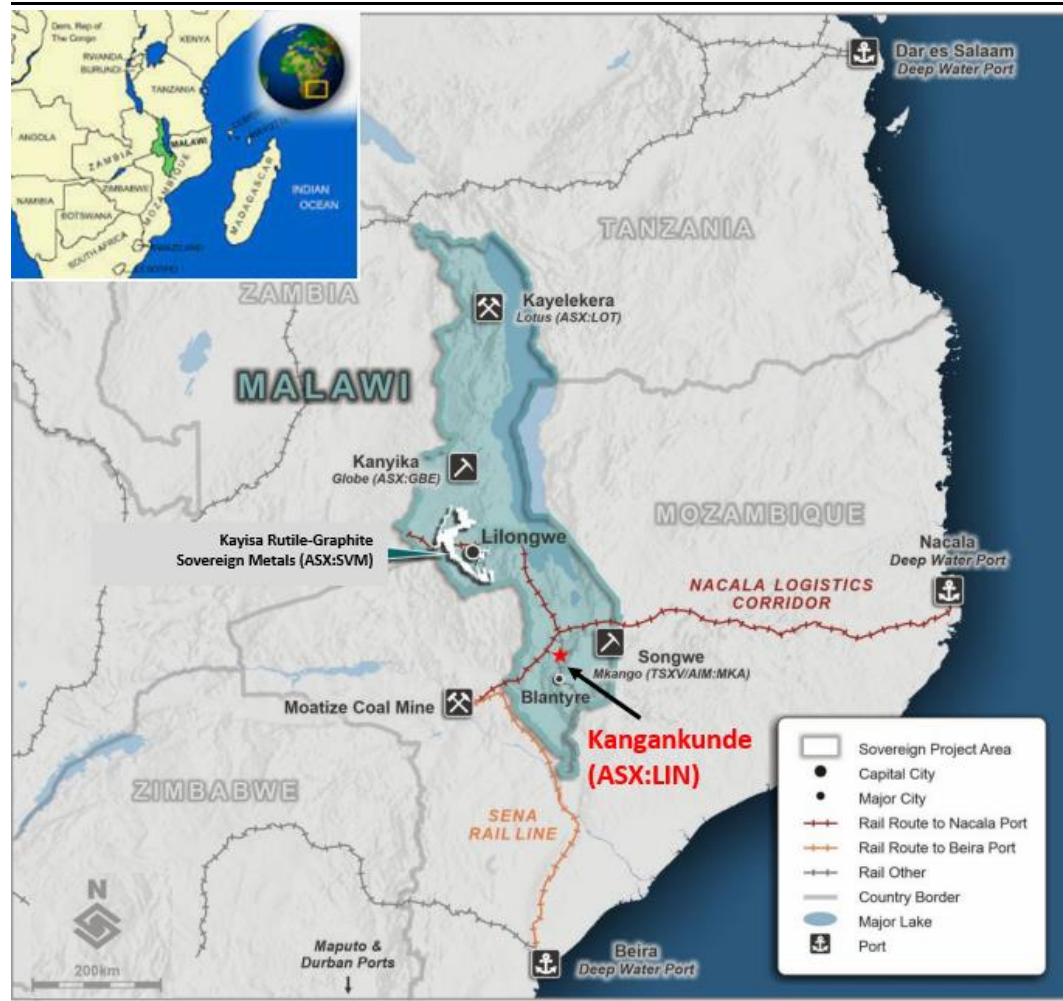 Dem. Rep of
The Congo
KENYA
RWANDA
BURUNDI
TANZANIA
ANGOLA
MALAWI
ZAMBIA
MOZAMBIQUE
ZIMBABWE
NAMIBIA
BOTSWANA
SOUTH AFRICA
SWAZILAND
MADAGASCAR
INDIAN
OCEAN
Dar es Salaam
Deep Water Port
TANZANIA
ZAMBIA
Kayelekera
Lotus (ASX:LOT)
MALAWI
Kanyika
Globe (ASX:GBE)
MOZAMBIQUE
Kayisa Rutile-Graphite
Sovereign Metals (ASX:SVM)
Lilongwe
Nacala
Deep Water Port
NACALA LOGISTICS
CORRIDOR
Songwe
Mkango (TSXV/AIM:MKA)
Blantyre
Moatize Coal Mine
Kangankunde
(ASX:LIN)
ZIMBABWE
SENA
RAIL LINE
N
200km
Maputo &
Durban Ports
Beira
Deep Water Port
Sovereign Project Area
Capital City
Major City
Rail Route to Nacala Port
Rail Route to Beira Port
Rail Other
Country Border
Major Lake
Port